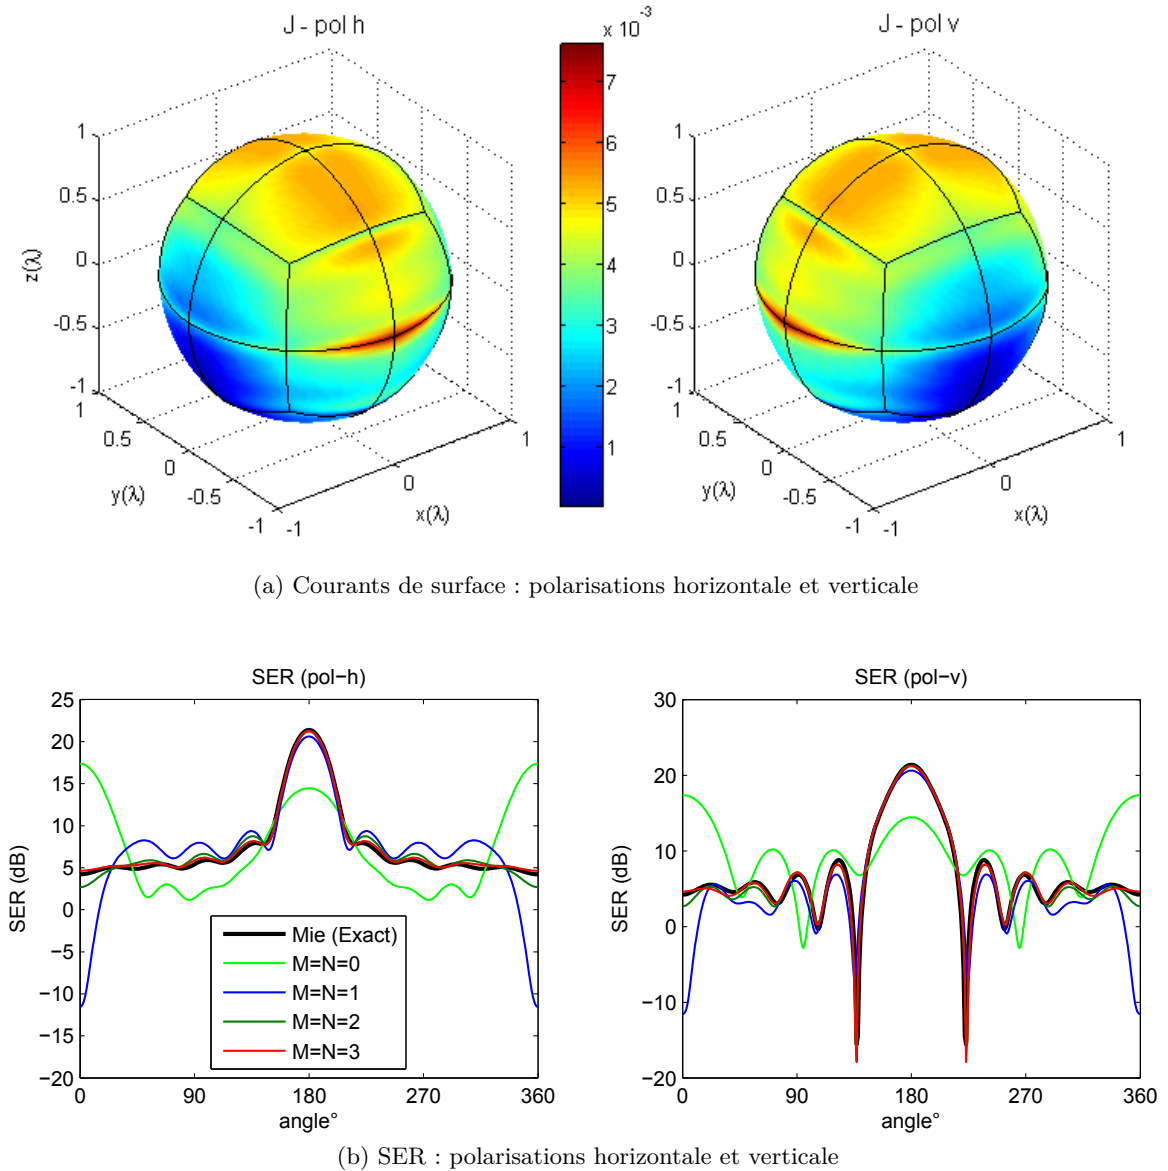 J - pol h
x 10⁻³
J - pol v
1
0.5
0
-0.5
-1
z(λ)
1
0.5
0
-0.5
-1
y(λ)
-1
0
1
x(λ)
7
6
5
4
3
2
1
1
0.5
0
-0.5
-1
1
0.5
0
-0.5
-1
y(λ)
-1
0
1
x(λ)
(a) Courants de surface : polarisations horizontale et verticale
SER (pol−h)
25
20
15
10
5
0
−5
−10
−15
−20
SER (dB)
0
90
180
270
360
angle°
Mie (Exact)
M=N=0
M=N=1
M=N=2
M=N=3
SER (pol−v)
30
20
10
0
−10
−20
SER (dB)
0
90
180
270
360
angle°
(b) SER : polarisations horizontale et verticale